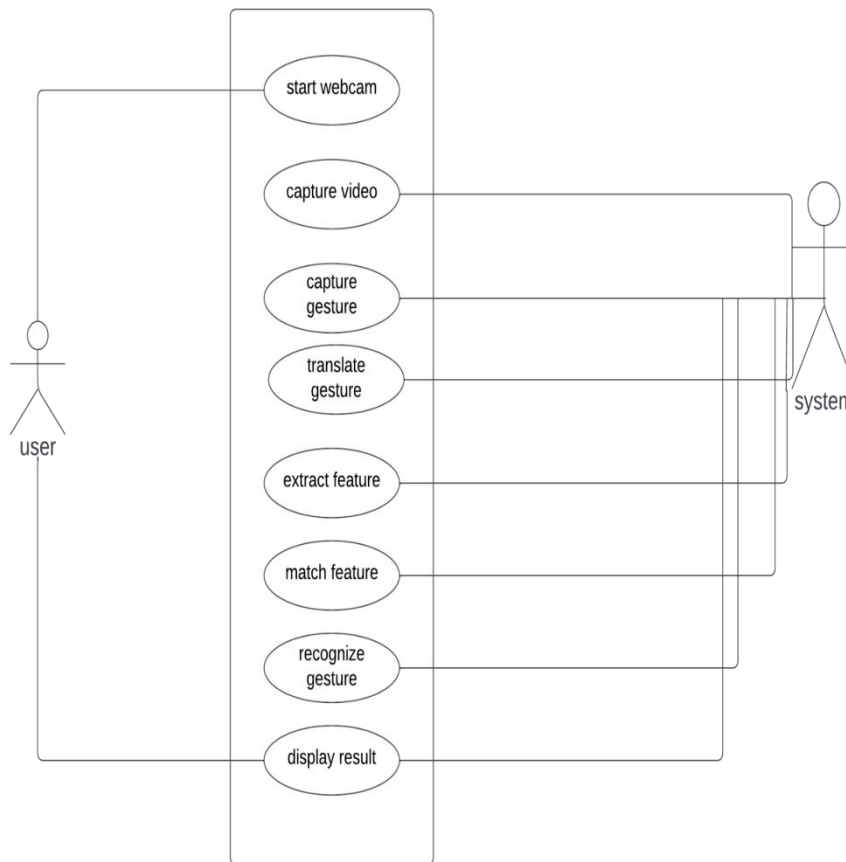 start webcam
capture video
capture
gesture
translate
gesture
system
user
extract feature
match feature
recognize
gesture
display result